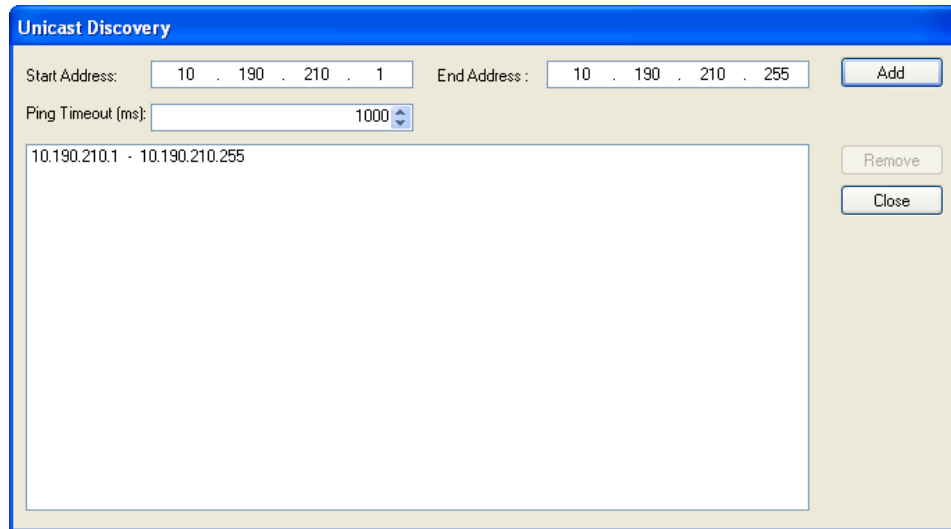 Unicast Discovery
Start Address: 10 . 190 . 210 . 1 End Address : 10 . 190 . 210 . 255 Add
Ping Timeout (ms): 1000
10.190.210.1 - 10.190.210.255
Remove
Close